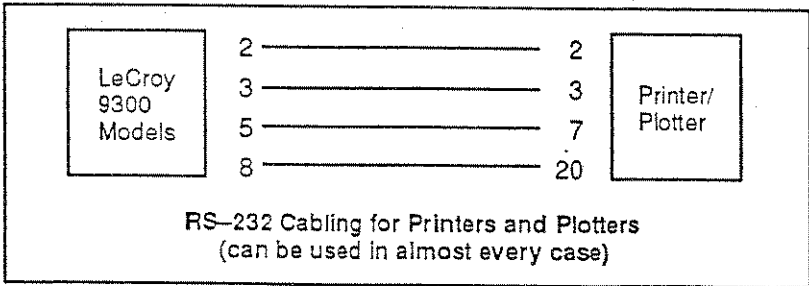 2 2
LeCroy
9300
Models
3 3
Printer/
Plotter
5 7
8 20
RS–232 Cabling for Printers and Plotters
(can be used in almost every case)